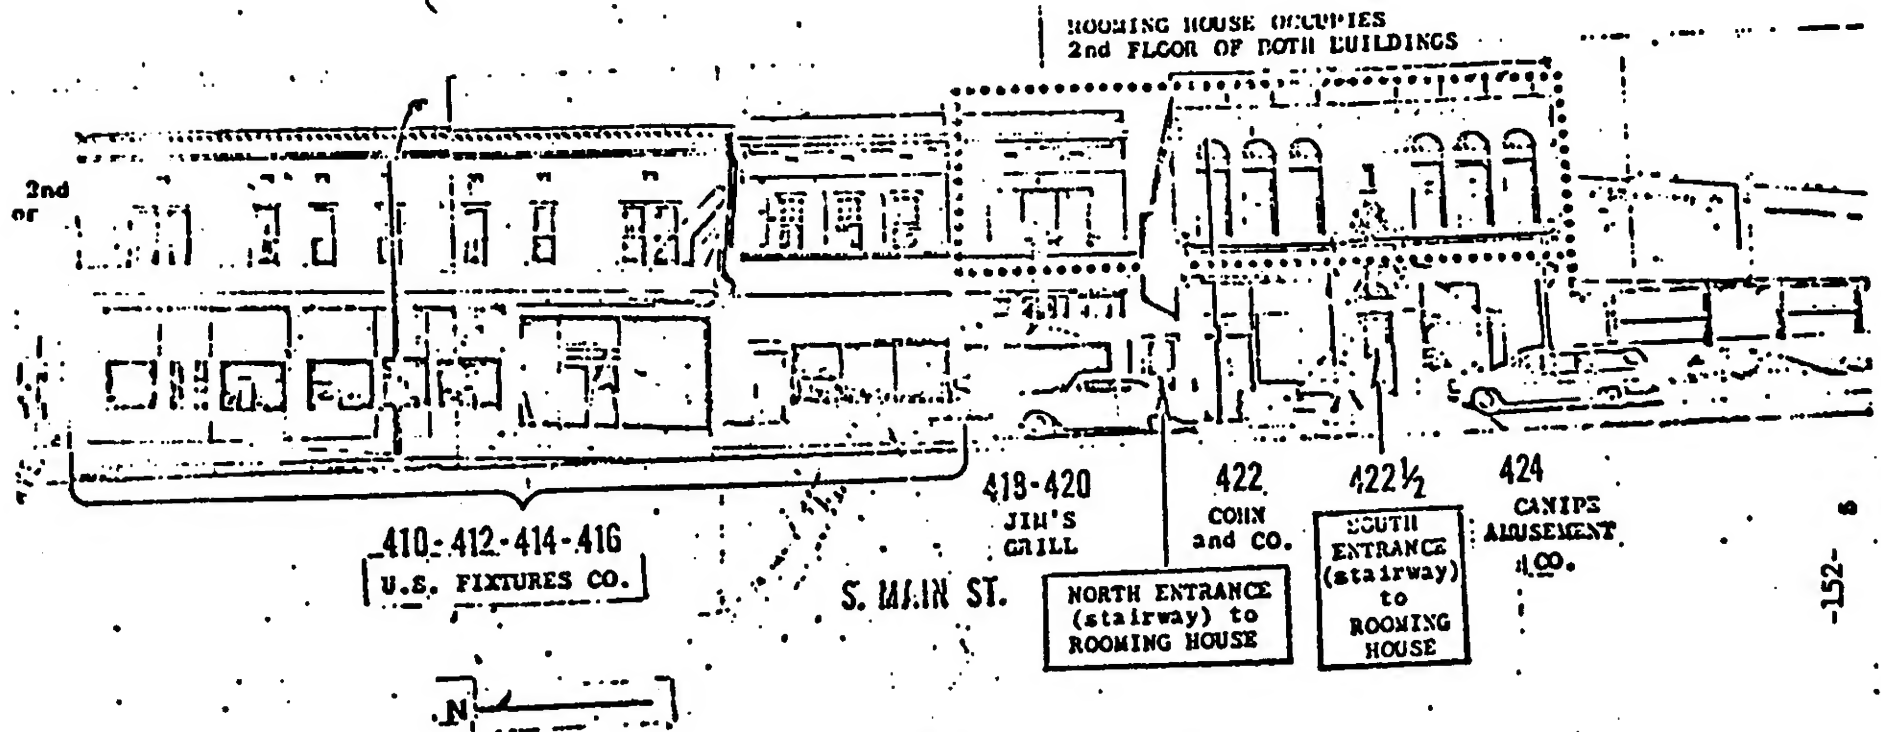 ROOMING HOUSE OCCUPIES
2nd FLOOR OF BOTH BUILDINGS
2nd
or
418-420
JIM'S
GRILL
422
COHN
and CO.
422½
SOUTH
ENTRANCE
(stairway)
to
ROOMING
HOUSE
424
CANIPE
AMUSEMENT
CO.
410-412-414-416
U.S. FIXTURES CO.
S. MAIN ST.
NORTH ENTRANCE
(stairway) to
ROOMING HOUSE
N
-152-
S